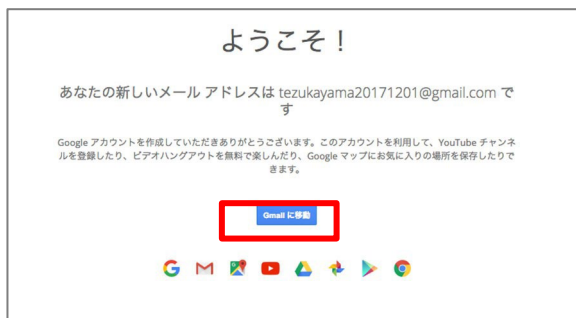 ようこそ！
あなたの新しいメール アドレスは tezukayama20171201@gmail.com で
す
Google アカウントを作成していただきありがとうございます。このアカウントを利用して、YouTube チャンネ
ルを登録したり、ビデオハングアウトを無料で楽しんだり、Google マップにお気に入りの場所を保存したりで
きます。
Gmail に移動